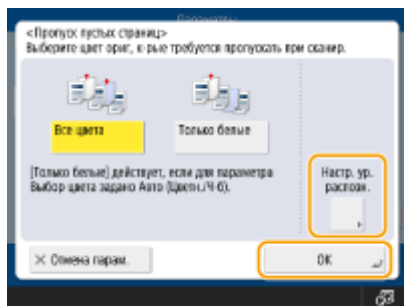 Параметры
<Пропуск пустых страниц>
Выберите цвет ориг., к-рые требуется пропускать при сканир.
Все цвета
Только белые
[Только белые] действует, если для параметра
Выбор цвета задано Авто (Цветн./Ч-б).
Настр. ур.
распозн.
× Отмена парам.
OK